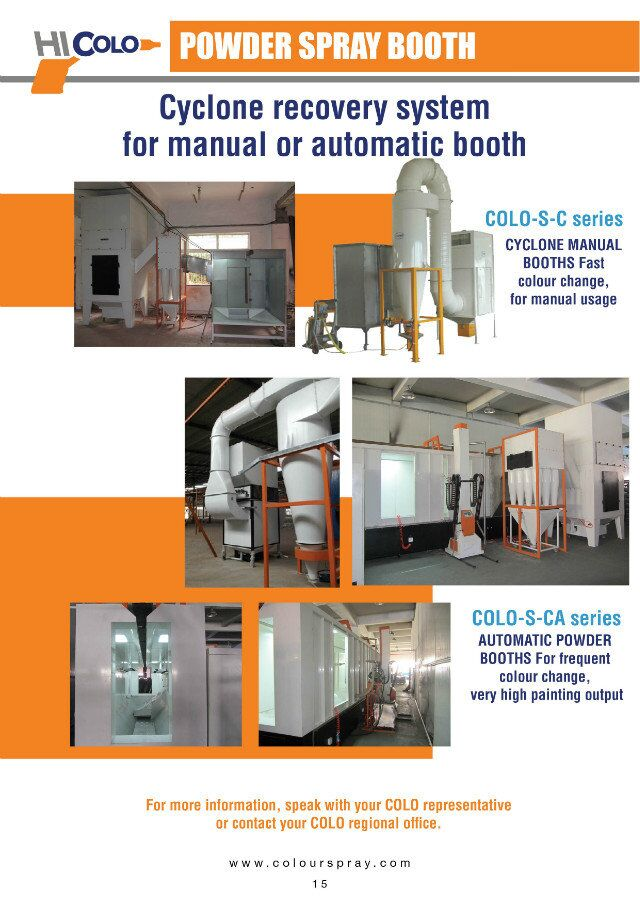 HI COLO
POWDER SPRAY BOOTH
Cyclone recovery system
for manual or automatic booth
COLO-S-C series
CYCLONE MANUAL
BOOTHS Fast
colour change,
for manual usage
COLO-S-CA series
AUTOMATIC POWDER
BOOTHS For frequent
colour change,
very high painting output
For more information, speak with your COLO representative
or contact your COLO regional office.
www.colourspray.com
15